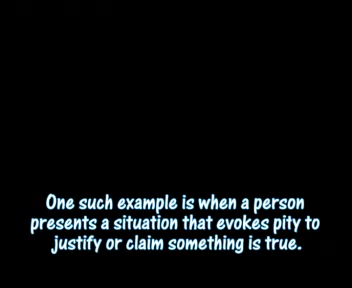 One such example is when a person
presents a situation that evokes pity to
justify or claim something is true.